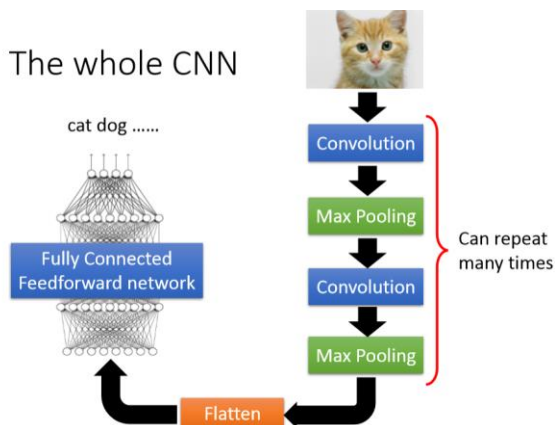 The whole CNN
cat dog ......
Convolution
Max Pooling
Convolution
Max Pooling
Can repeat
many times
Flatten
Fully Connected
Feedforward network